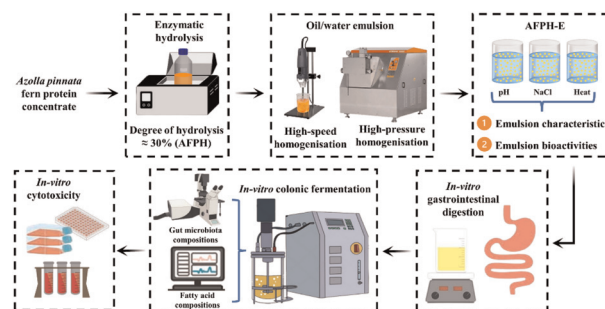 Azolla pinnata
fern protein
concentrate
Enzymatic
hydrolysis
Degree of hydrolysis
≈ 30% (AFPH)
Oil/water emulsion
High-speed
homogenisation
High-pressure
homogenisation
AFPH-E
pH NaCl Heat
1 Emulsion characteristic
2 Emulsion bioactivities
In-vitro
gastrointestinal
digestion
In-vitro colonic fermentation
Gut microbiota
compositions
Fatty acid
compositions
In-vitro
cytotoxicity